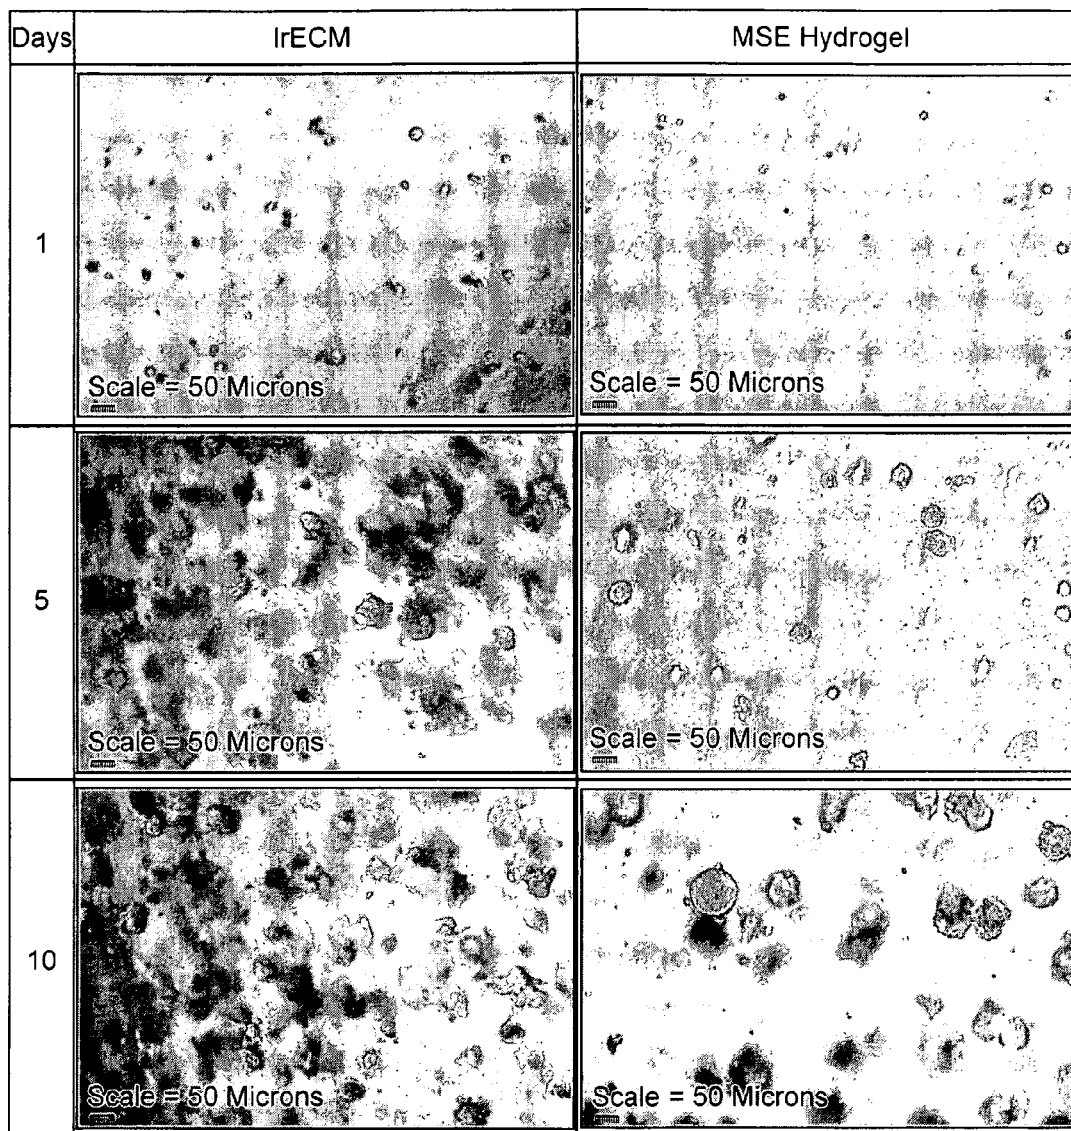 Days IrECM MSE Hydrogel
1
Scale = 50 Microns Scale = 50 Microns
5
Scale = 50 Microns Scale = 50 Microns
10
Scale = 50 Microns Scale = 50 Microns